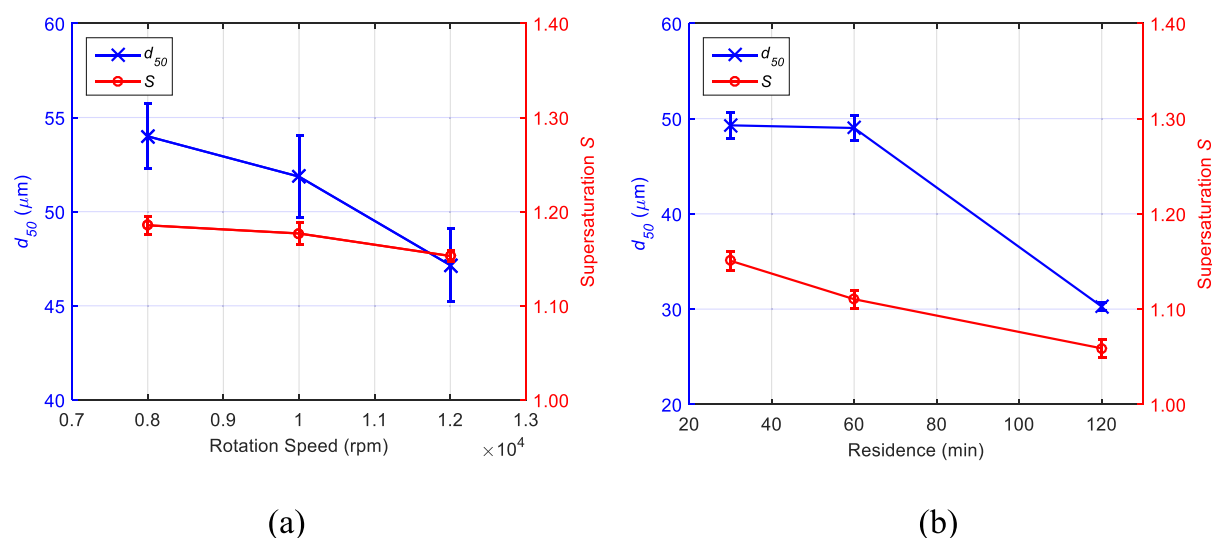 60
55
50
45
40
d50 (μm)
d50
S
1.40
1.30
1.20
1.10
1.00
Supersaturation S
0.7
0.8
0.9
1
1.1
1.2
1.3
Rotation Speed (rpm)
×10^4
(a)
60
50
40
30
20
d50 (μm)
d50
S
1.40
1.30
1.20
1.10
1.00
Supersaturation S
20
40
60
80
100
120
Residence (min)
(b)